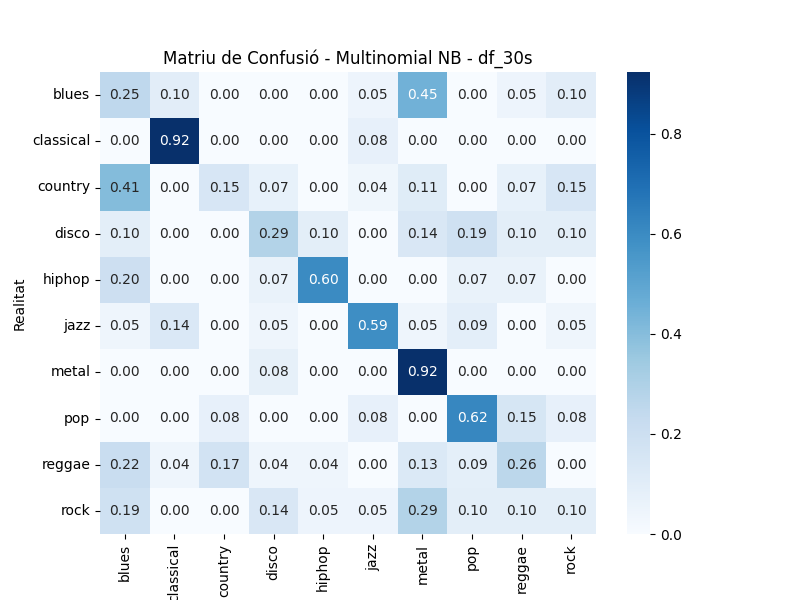 Matriu de Confusió - Multinomial NB - df_30s
blues 0.25 0.10 0.00 0.00 0.00 0.05 0.45 0.00 0.05 0.10
classical 0.00 0.92 0.00 0.00 0.00 0.08 0.00 0.00 0.00 0.00
country 0.41 0.00 0.15 0.07 0.00 0.04 0.11 0.00 0.07 0.15
disco 0.10 0.00 0.00 0.29 0.10 0.00 0.14 0.19 0.10 0.10
hiphop 0.20 0.00 0.00 0.07 0.60 0.00 0.00 0.07 0.07 0.00
jazz 0.05 0.14 0.00 0.05 0.00 0.59 0.05 0.09 0.00 0.05
metal 0.00 0.00 0.00 0.08 0.00 0.00 0.92 0.00 0.00 0.00
pop 0.00 0.00 0.08 0.00 0.00 0.08 0.00 0.62 0.15 0.08
reggae 0.22 0.04 0.17 0.04 0.04 0.00 0.13 0.09 0.26 0.00
rock 0.19 0.00 0.00 0.14 0.05 0.05 0.29 0.10 0.10 0.10
blues classical country disco hiphop jazz metal pop reggae rock
Realitat
0.8
0.6
0.4
0.2
0.0